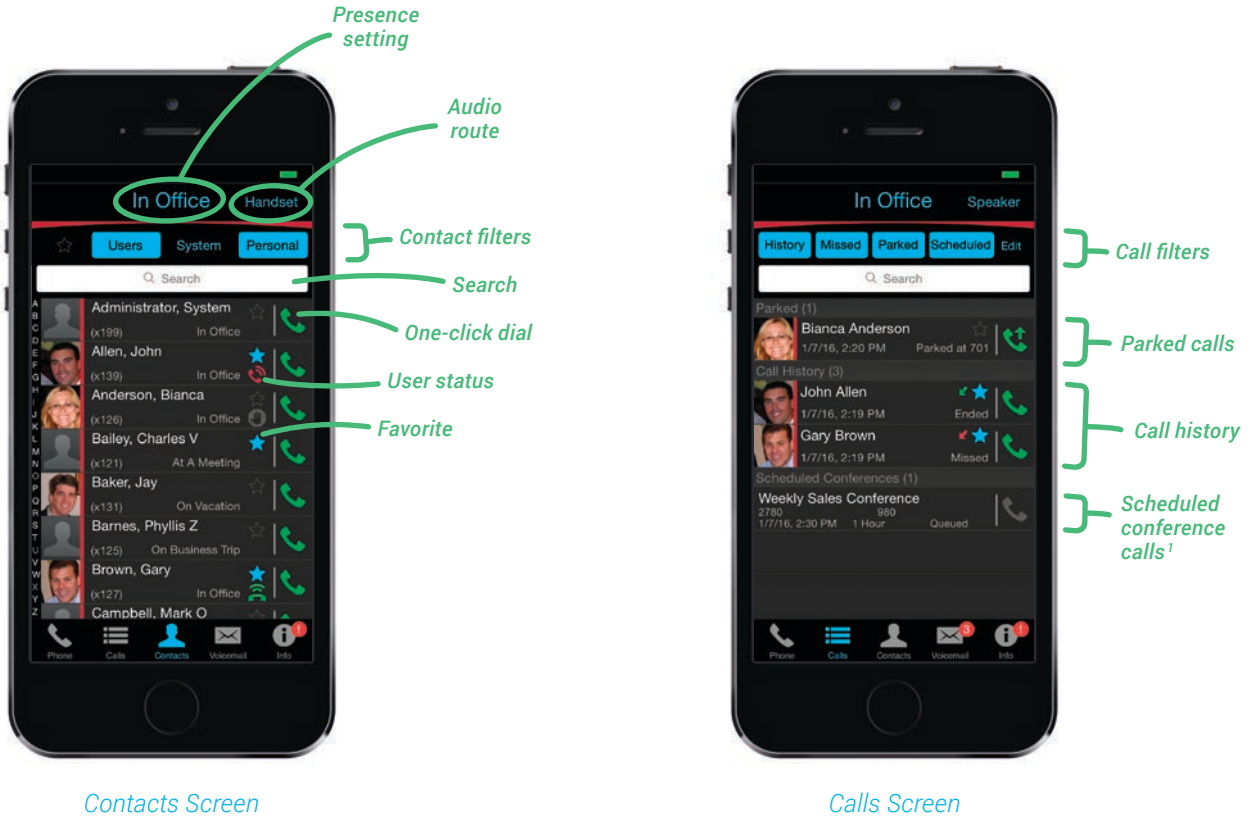 Presence
setting
Audio
route
In Office
Handset
Users
System
Personal
Contact filters
Search
Search
A
B
C
D
E
F
G
H
I
J
K
L
M
N
O
P
Q
R
S
T
U
V
W
X
Y
Z
Administrator, System
(x199)
In Office
One-click dial
Allen, John
(x139)
In Office
User status
Anderson, Bianca
(x126)
In Office
Favorite
Bailey, Charles V
(x121)
At A Meeting
Baker, Jay
(x131)
On Vacation
Barnes, Phyllis Z
(x125)
On Business Trip
Brown, Gary
(x127)
In Office
Campbell, Mark O
Phone
Calls
Contacts
Voicemail
Info
!
Contacts Screen
In Office
Speaker
History
Missed
Parked
Scheduled
Edit
Call filters
Search
Parked (1)
Bianca Anderson
1/7/16, 2:20 PM
Parked at 701
Parked calls
Call History (3)
John Allen
1/7/16, 2:19 PM
Ended
Gary Brown
1/7/16, 2:19 PM
Missed
Call history
Scheduled Conferences (1)
Weekly Sales Conference
2780
980
1/7/16, 2:30 PM
1 Hour
Queued
Scheduled
conference
calls¹
Phone
Calls
Contacts
Voicemail
3
Info
!
Calls Screen